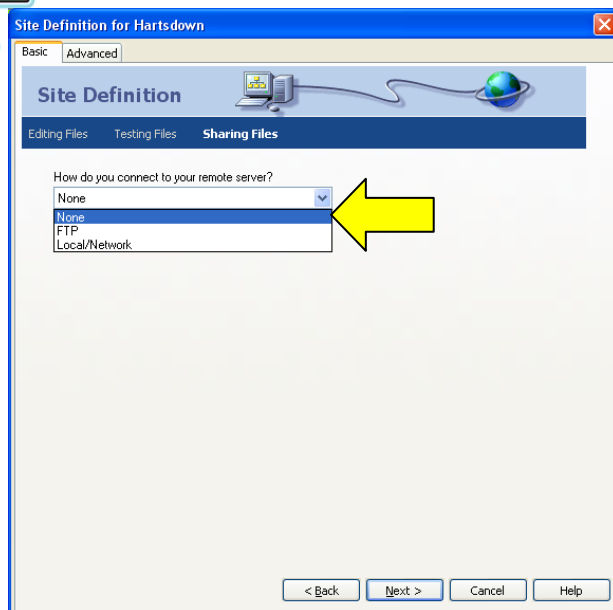 Site Definition for Hartsdown
Basic Advanced
Site Definition
Editing Files Testing Files Sharing Files
How do you connect to your remote server?
None
None
FTP
Local/Network
< Back Next > Cancel Help